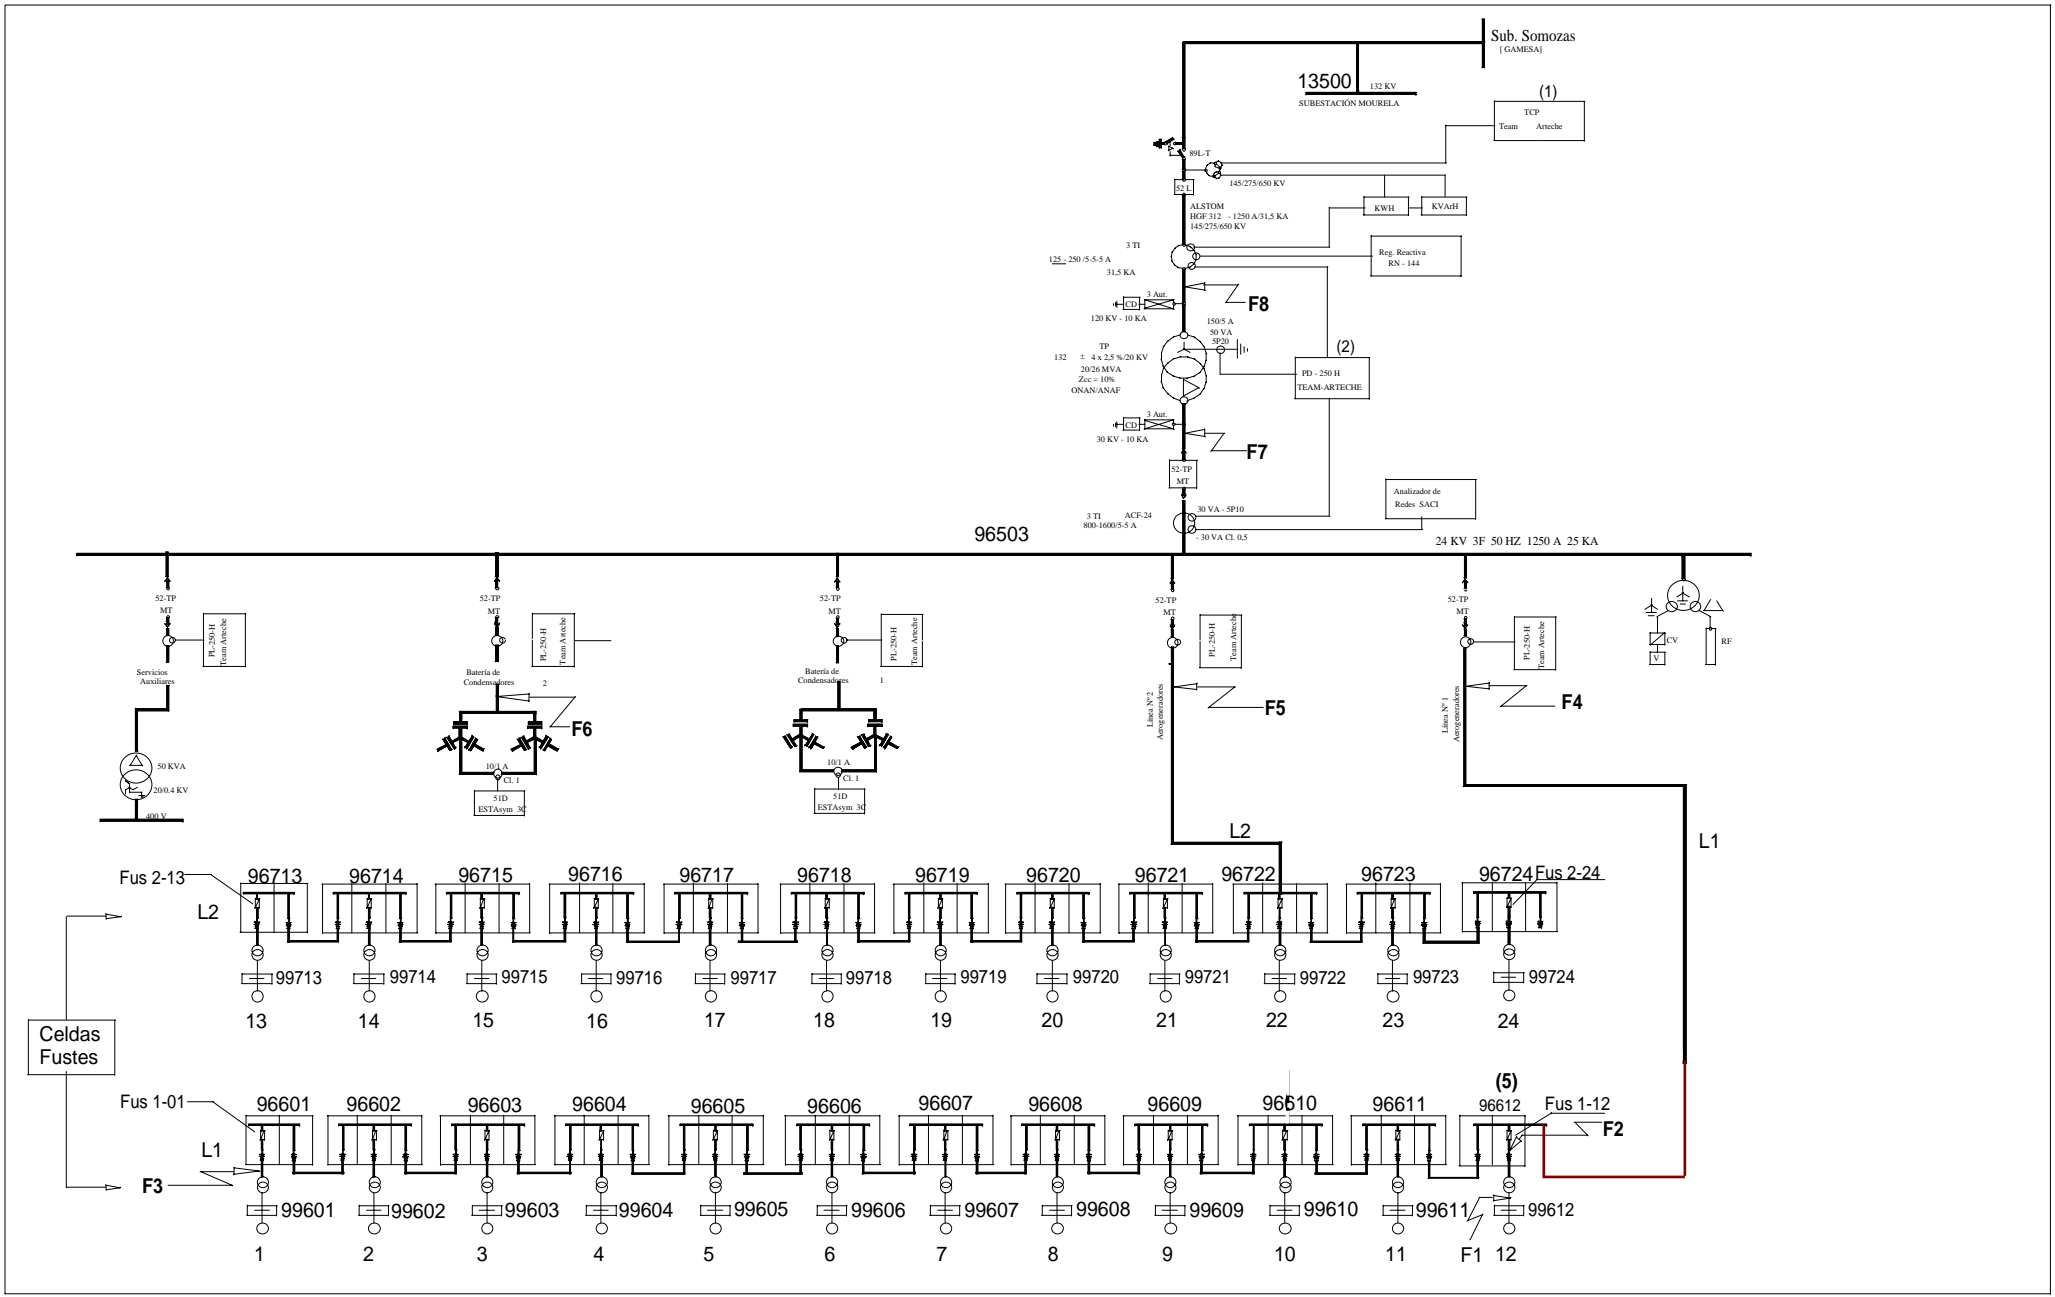 Sub. Somozas
[ GAMESA]
13500
132 KV
SUBESTACIÓN MOURELA
(1)
TCP
Team Arteche
89L-T
145/275/650 KV
52 L
KWH
KVArH
ALSTOM
HGF 312 - 1250 A/31,5 KA
145/275/650 KV
3 TI
125 - 250 /5-5-5 A
31,5 KA
Reg. Reactiva
RN - 144
F8
3 Aut.
CD
120 KV - 10 KA
150/5 A
50 VA
5P20
TP
132 ± 4 x 2,5 %/20 KV
20/26 MVA
Zcc = 10%
ONAN/ANAF
(2)
PD - 250 H
TEAM-ARTECHE
3 Aut.
CD
30 KV - 10 KA
F7
52-TP
MT
Analizador de
Redes SACI
3 TI ACF-24
800-1600/5-5 A
30 VA - 5P10
- 30 VA Cl. 0,5
96503
24 KV 3F 50 HZ 1250 A 25 KA
52-TP
MT
PL-250-H
Team Arteche
Servicios
Auxiliares
50 KVA
20/0.4 KV
400 V
52-TP
MT
PL-250-H
Team Arteche
Batería de
Condensadores 2
F6
10/1 A
Cl. 1
51D
ESTAsym 3C
52-TP
MT
PL-250-H
Team Arteche
Batería de
Condensadores 1
10/1 A
Cl. 1
51D
ESTAsym 3C
52-TP
MT
PL-250-H
Team Arteche
Línea Nº 2
Aerogeneradores
F5
52-TP
MT
PL-250-H
Team Arteche
Línea Nº 1
Aerogeneradores
F4
CV
V
RF
L2
L1
Fus 2-13
96713
96714
96715
96716
96717
96718
96719
96720
96721
96722
96723
96724
Fus 2-24
L2
99713
99714
99715
99716
99717
99718
99719
99720
99721
99722
99723
99724
13
14
15
16
17
18
19
20
21
22
23
24
Celdas
Fustes
(5)
Fus 1-01
96601
96602
96603
96604
96605
96606
96607
96608
96609
96610
96611
96612
Fus 1-12
F2
L1
F3
99601
99602
99603
99604
99605
99606
99607
99608
99609
99610
99611
99612
1
2
3
4
5
6
7
8
9
10
11
F1
12